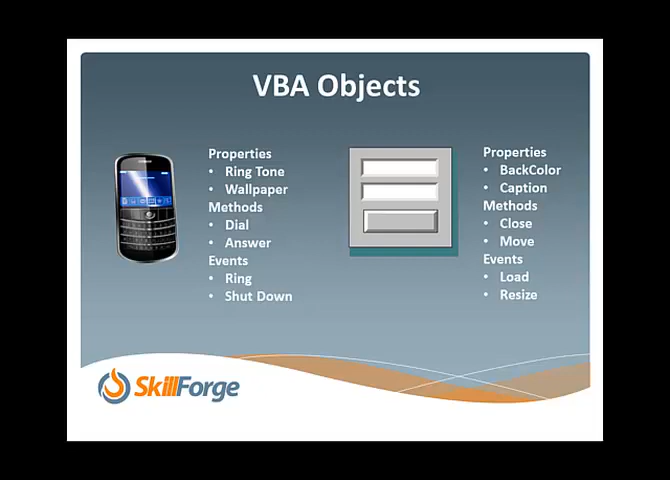 VBA Objects
Properties
• Ring Tone
• Wallpaper
Methods
• Dial
• Answer
Events
• Ring
• Shut Down
Properties
• BackColor
• Caption
Methods
• Close
• Move
Events
• Load
• Resize
SkillForge